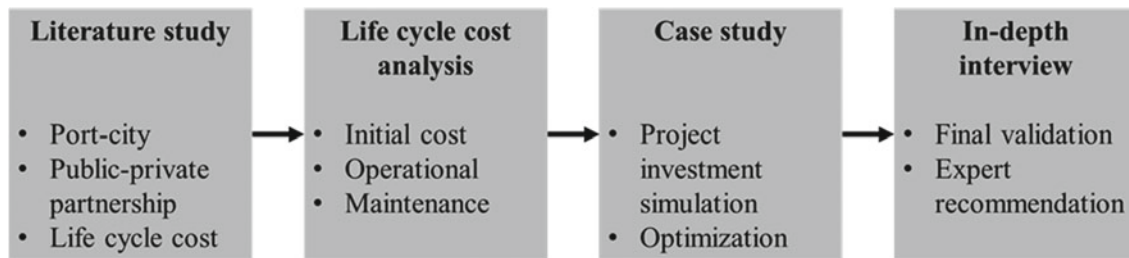 Literature study
• Port-city
• Public-private
partnership
• Life cycle cost
Life cycle cost
analysis
• Initial cost
• Operational
• Maintenance
Case study
• Project
investment
simulation
• Optimization
In-depth
interview
• Final validation
• Expert
recommendation